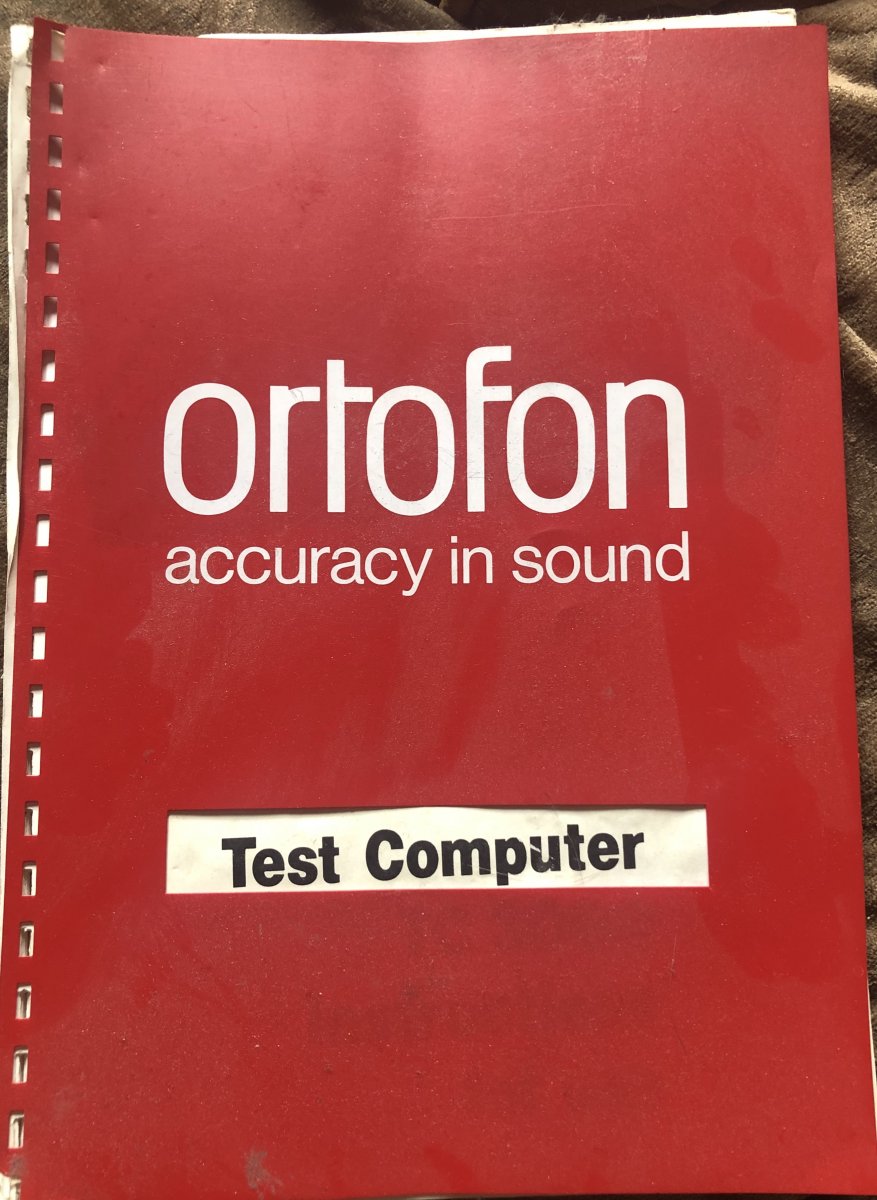 ortofon
accuracy in sound
Test Computer